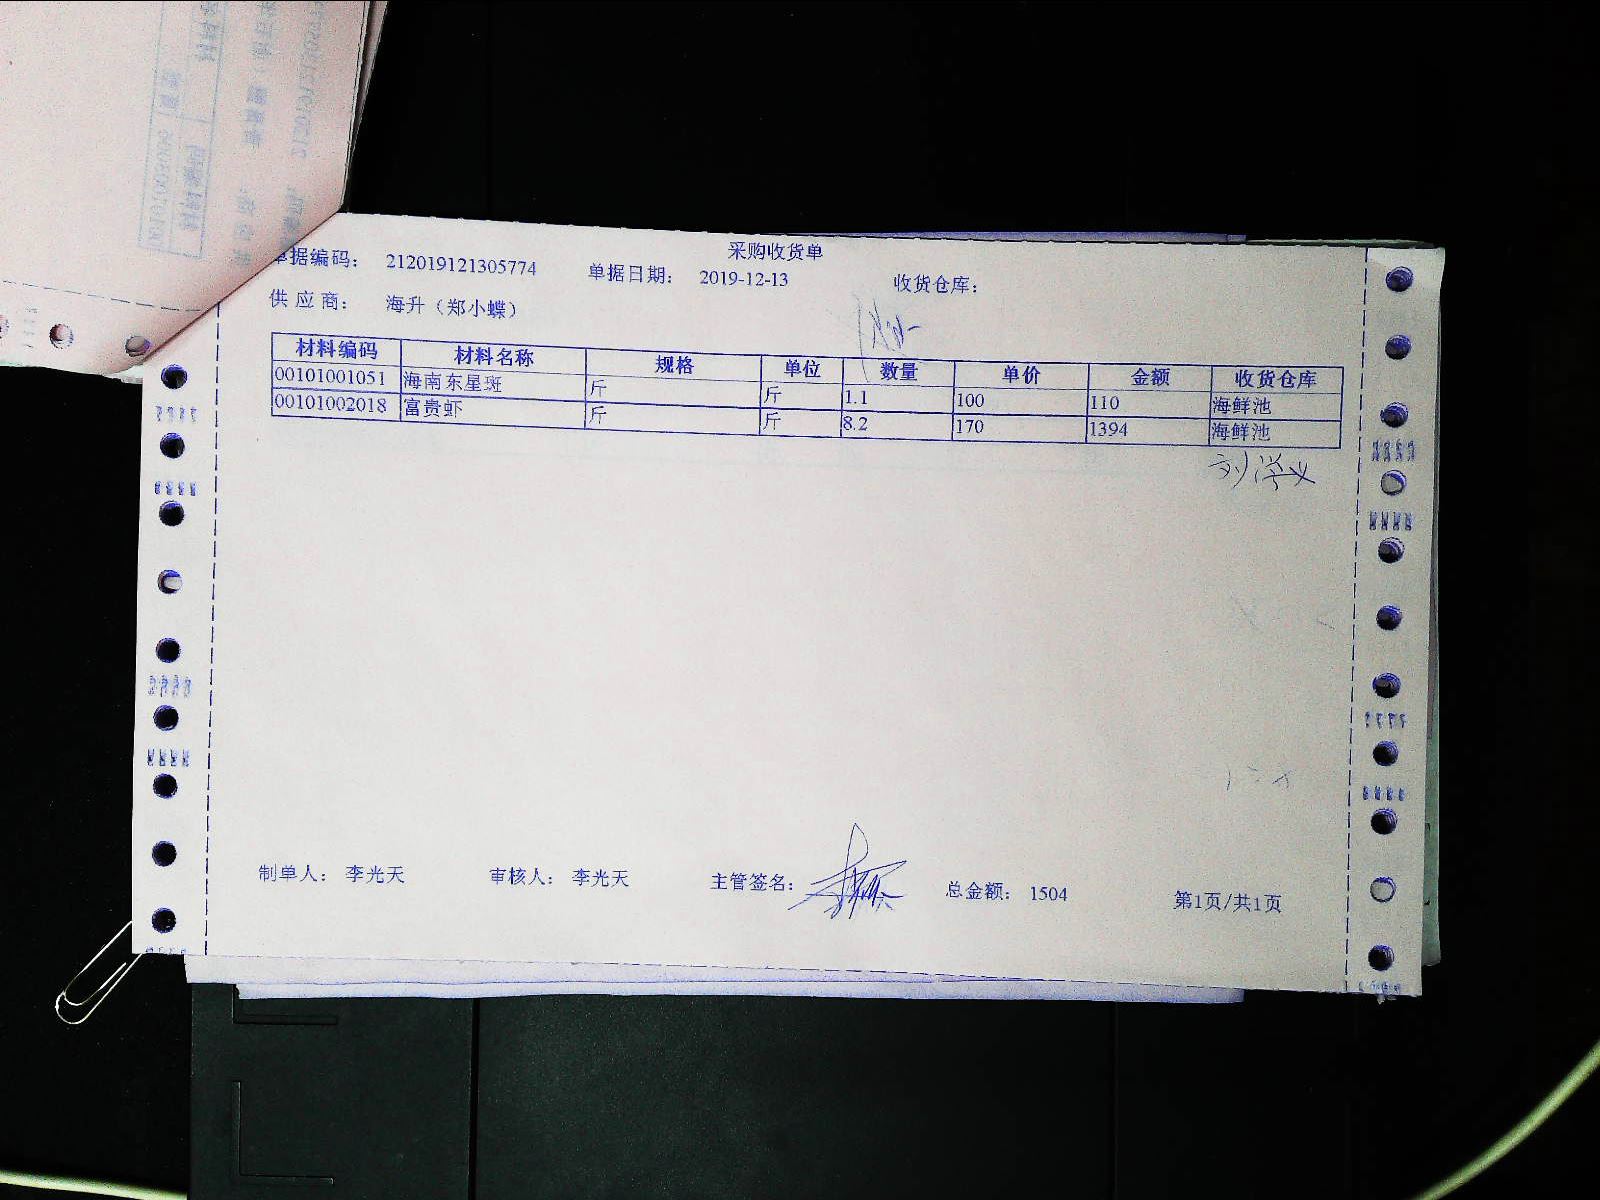 采购收货单
单据编码： 212019121305774 单据日期： 2019-12-13 收货仓库：
供 应 商： 海升（郑小蝶）
材料编码 材料名称 规格 单位 数量 单价 金额 收货仓库
00101001051 海南东星斑 斤 斤 1.1 100 110 海鲜池
00101002018 富贵虾 斤 斤 8.2 170 1394 海鲜池
刘学义
制单人： 李光天 审核人： 李光天 主管签名： 总金额： 1504 第1页/共1页